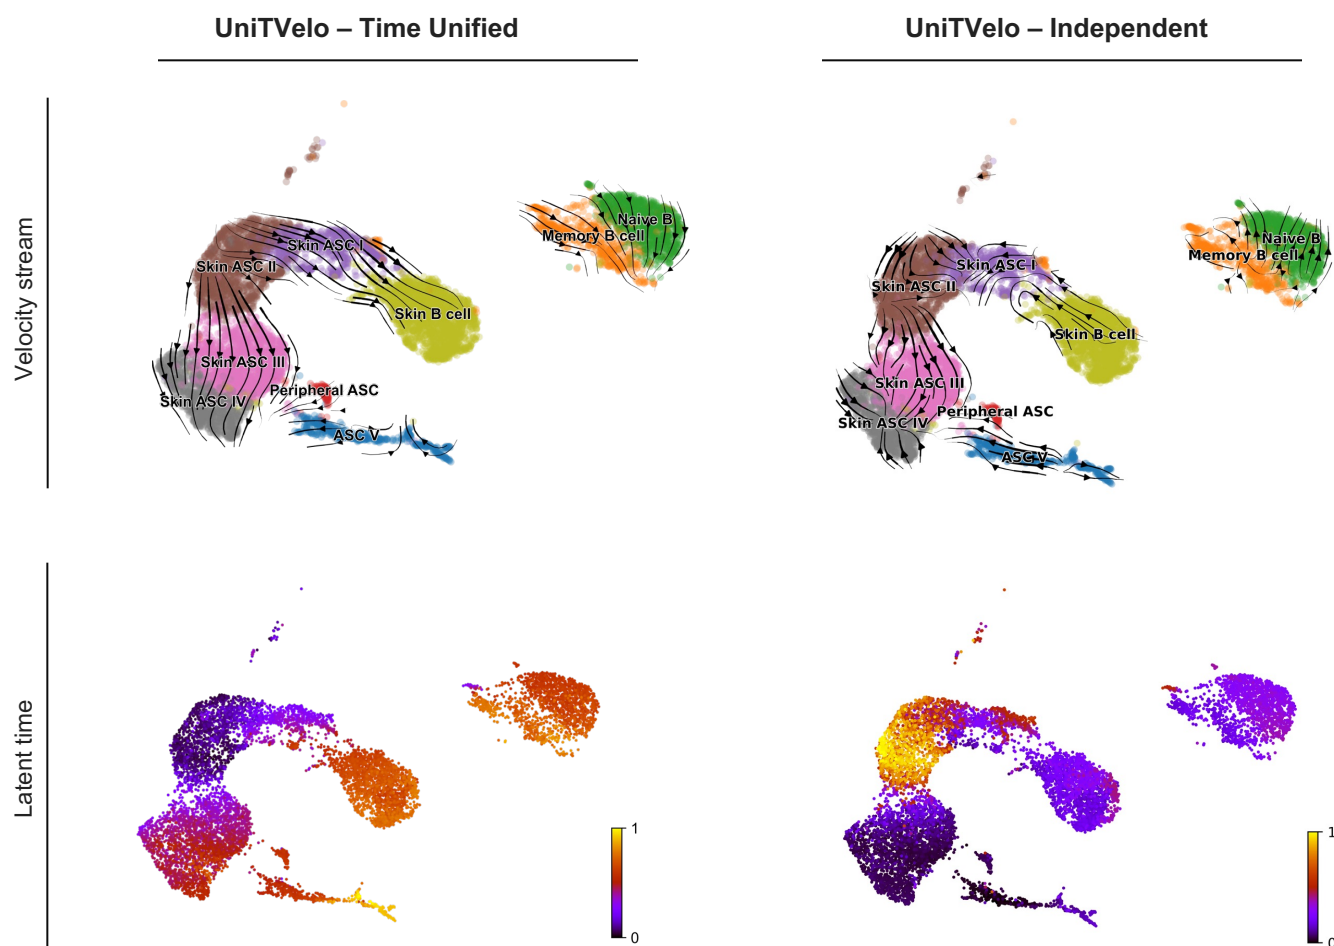 UniTVelo – Time Unified
UniTVelo – Independent
Velocity stream
Skin ASC I
Skin ASC II
Skin B cell
Skin ASC III
Skin ASC IV
Peripheral ASC
ASC V
Naive B
Memory B cell
Skin ASC I
Skin ASC II
Skin B cell
Skin ASC III
Skin ASC IV
Peripheral ASC
ASC V
Naive B
Memory B cell
Latent time
1
0
1
0